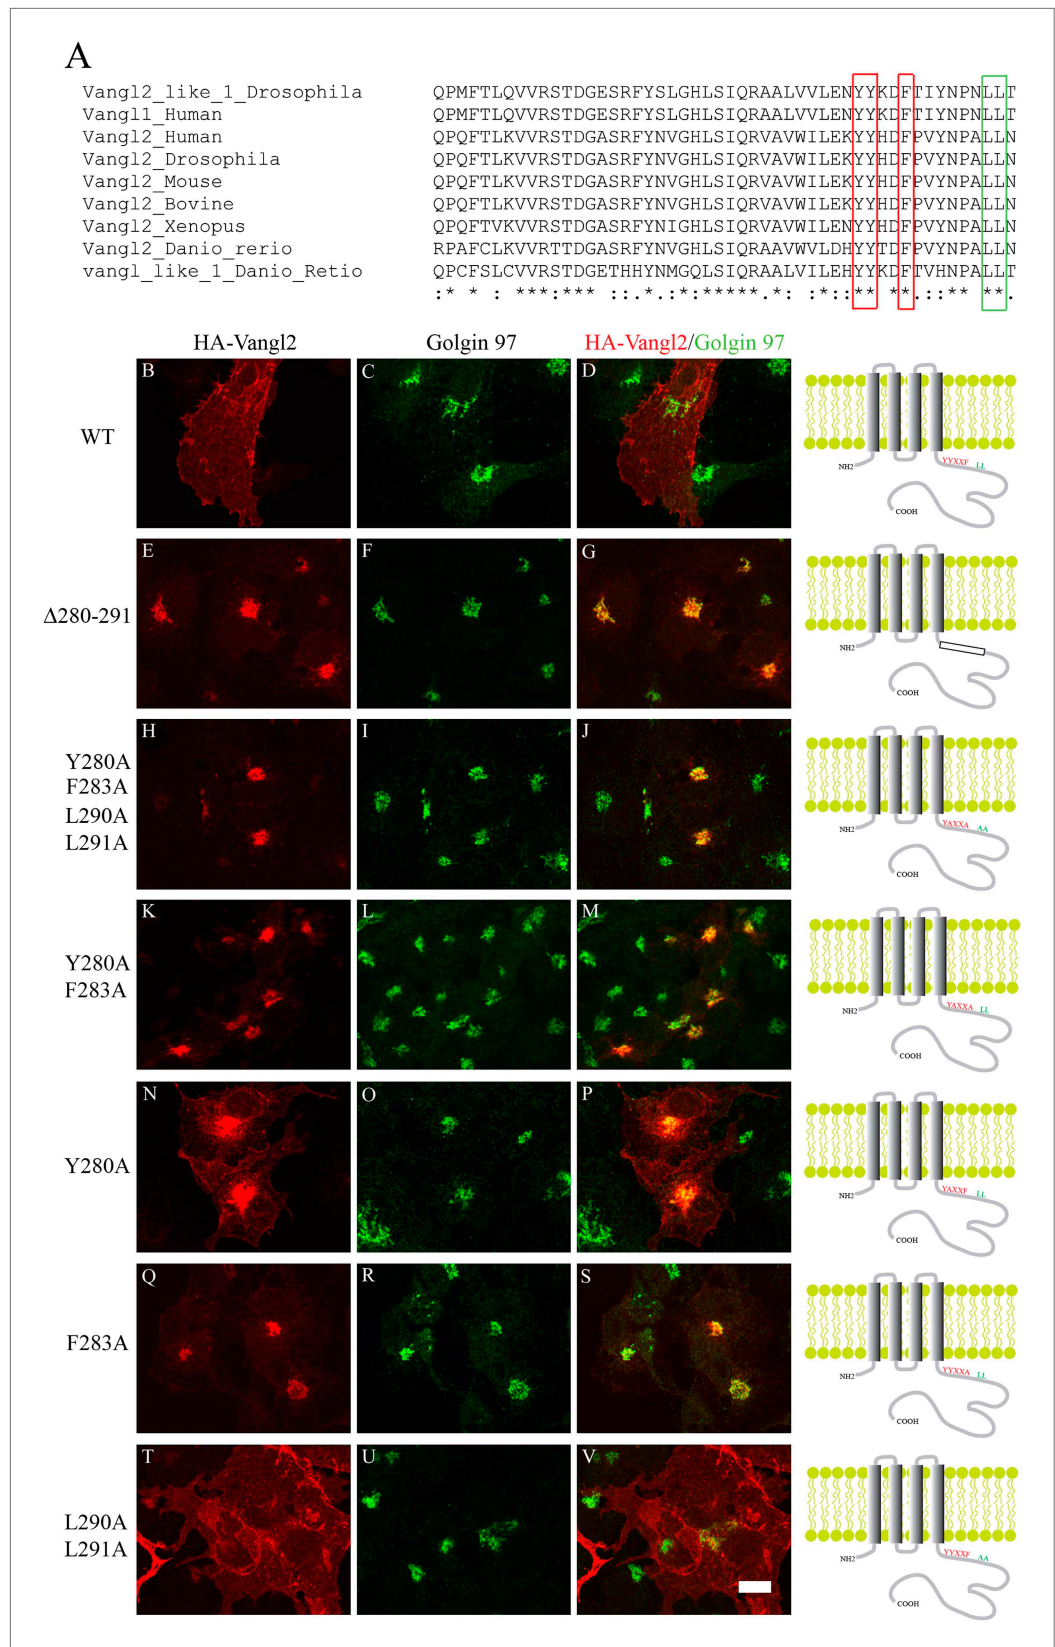 A
Vangl2_like_1_Drosophila QPMFTLQVVRSTDGESRFYSLGHLSIQRAALVVLENYYKDFTIYNPNLLT
Vangl1_Human QPMFTLQVVRSTDGESRFYSLGHLSIQRAALVVLENYYKDFTIYNPNLLT
Vangl2_Human QPQFTLKVVRSTDGASRFYNVGHLSIQRVAVWILEKYYHDFPVYNPALLN
Vangl2_Drosophila QPQFTLKVVRSTDGASRFYNVGHLSIQRVAVWILEKYYHDFPVYNPALLN
Vangl2_Mouse QPQFTLKVVRSTDGASRFYNVGHLSIQRVAVWILEKYYHDFPVYNPALLN
Vangl2_Bovine QPQFTLKVVRSTDGASRFYNVGHLSIQRVAVWILEKYYHDFPVYNPALLN
Vangl2_Xenopus QPQFTVKVVRSTDGASRFYNIGHLSIQRVAVWILEKYYHDFPVYNPALLN
Vangl2_Danio_rerio RPAFCLKVVRTTDGASRFYNVGHLSIQRAAVWVLDHYYTDFPVYNPALLN
vangl_like_1_Danio_Retio QPCFSLCVVRSTDGETHHYNMGQLSIQRAALVILEHYYKDFTVHNPALLT
:* * : ***:*** ::.*.:*:*****.*: :*::** **.::** **.
HA-Vangl2 Golgin 97 HA-Vangl2/Golgin 97
WT
B C D
NH2 YYXXF LL
COOH
Δ280-291
E F G
NH2
COOH
Y280A
F283A
L290A
L291A
H I J
NH2 YAXXA AA
COOH
Y280A
F283A
K L M
NH2 YAXXA LL
COOH
Y280A
N O P
NH2 YAXXF LL
COOH
F283A
Q R S
NH2 YYXXA LL
COOH
L290A
L291A
T U V
NH2 YYXXF AA
COOH